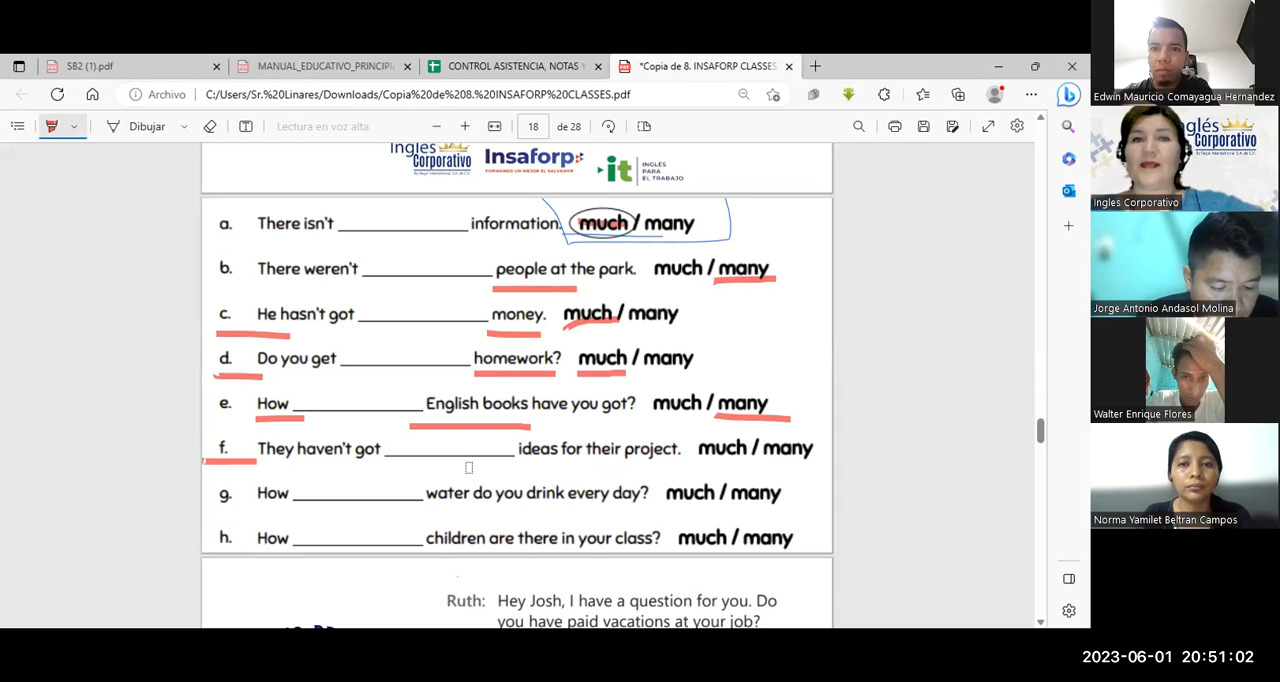 SB2 (1).pdf
MANUAL_EDUCATIVO_PRINCIPI
CONTROL ASISTENCIA, NOTAS Y
*Copia de 8. INSAFORP CLASSES
Archivo
C:/Users/Sr.%20Linares/Downloads/Copia%20de%208.%20INSAFORP%20CLASSES.pdf
Dibujar
Lectura en voz alta
18 de 28
Inglés Corporativo
Insaforp
FORMANDO UN MEJOR EL SALVADOR
it
INGLÉS PARA EL TRABAJO
a. There isn't ____________ information. much / many
b. There weren't ____________ people at the park. much / many
c. He hasn't got ____________ money. much / many
d. Do you get ____________ homework? much / many
e. How ____________ English books have you got? much / many
f. They haven't got ____________ ideas for their project. much / many
g. How ____________ water do you drink every day? much / many
h. How ____________ children are there in your class? much / many
Ruth: Hey Josh, I have a question for you. Do
you have paid vacations at your job?
Edwin Mauricio Comayagua Hernandez
Inglés
Corporativo
Ingles Corporativo
Jorge Antonio Andasol Molina
Walter Enrique Flores
Norma Yamilet Beltran Campos
2023-06-01 20:51:02